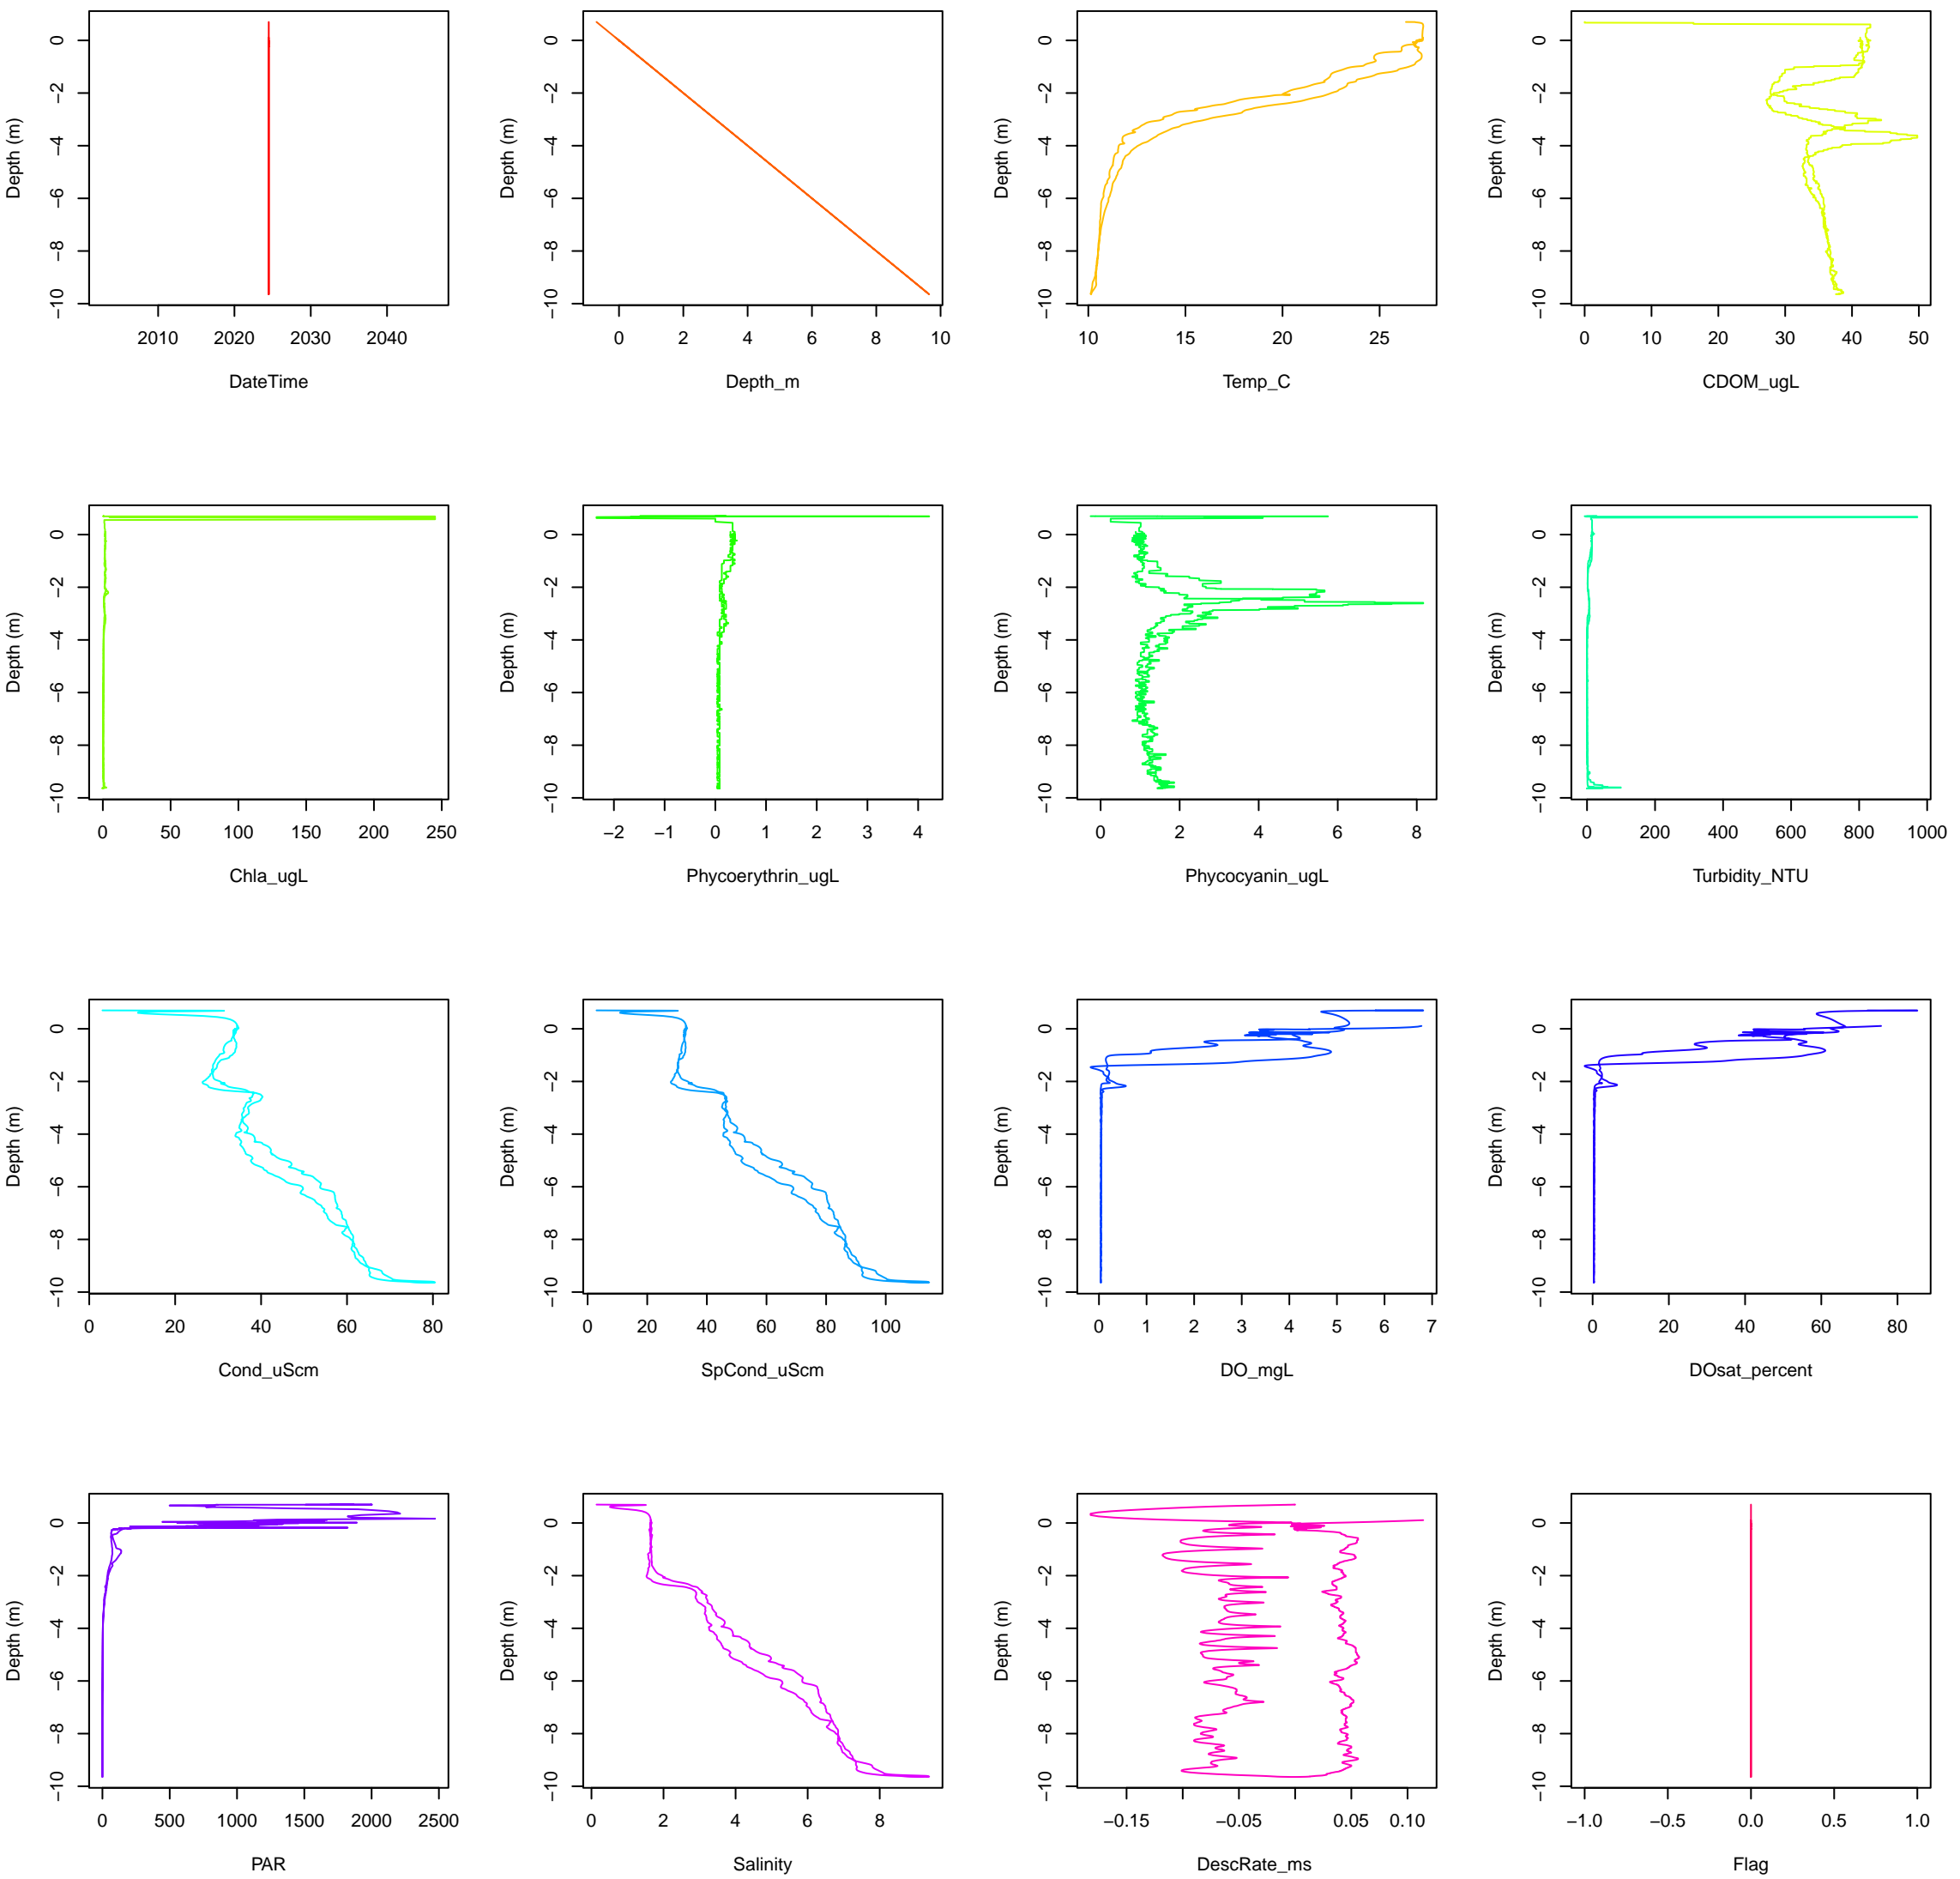 Depth (m) Depth (m) Depth (m) Depth (m)
0 0 0 0
−2 −2 −2 −2
−4 −4 −4 −4
−6 −6 −6 −6
−8 −8 −8 −8
−10 −10 −10 −10
2010 2020 2030 2040 0 2 4 6 8 10 10 15 20 25 0 10 20 30 40 50
DateTime Depth_m Temp_C CDOM_ugL
Depth (m) Depth (m) Depth (m) Depth (m)
0 0 0 0
−2 −2 −2 −2
−4 −4 −4 −4
−6 −6 −6 −6
−8 −8 −8 −8
−10 −10 −10 −10
0 50 100 150 200 250 −2 −1 0 1 2 3 4 0 2 4 6 8 0 200 400 600 800 1000
Chla_ugL Phycoerythrin_ugL Phycocyanin_ugL Turbidity_NTU
Depth (m) Depth (m) Depth (m) Depth (m)
0 0 0 0
−2 −2 −2 −2
−4 −4 −4 −4
−6 −6 −6 −6
−8 −8 −8 −8
−10 −10 −10 −10
0 20 40 60 80 0 20 40 60 80 100 0 1 2 3 4 5 6 7 0 20 40 60 80
Cond_uScm SpCond_uScm DO_mgL DOsat_percent
Depth (m) Depth (m) Depth (m) Depth (m)
0 0 0 0
−2 −2 −2 −2
−4 −4 −4 −4
−6 −6 −6 −6
−8 −8 −8 −8
−10 −10 −10 −10
0 500 1000 1500 2000 2500 0 2 4 6 8 −0.15 −0.05 0.05 0.10 −1.0 −0.5 0.0 0.5 1.0
PAR Salinity DescRate_ms Flag